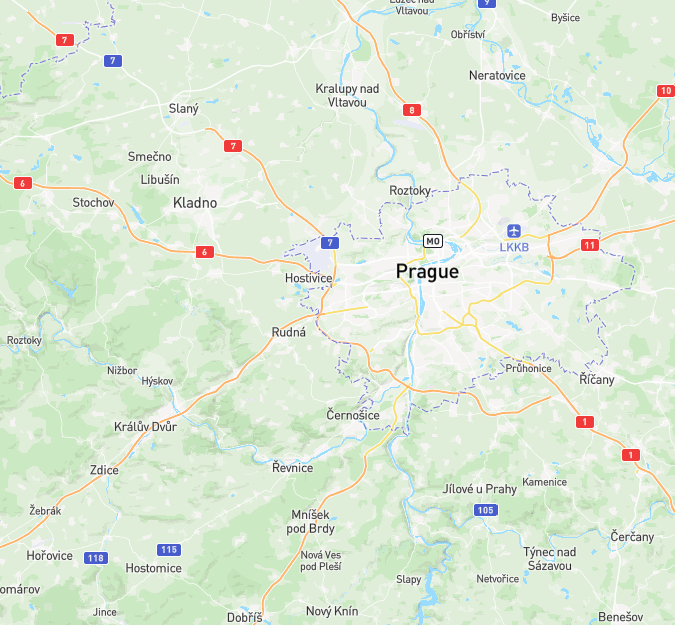 Lužec nad
Vltavou
9
Byšice
Obříství
7
7
Neratovice
Kralupy nad
Vltavou
10
Slaný
8
7
Smečno
Libušín
6
Roztoky
Stochov
Kladno
LKKB
7
MO
11
6
Prague
Hostivice
Rudná
Roztoky
Nižbor
Průhonice
Hýskov
Říčany
Černošice
Králův Dvůr
1
1
Řevnice
Zdice
Kamenice
Jílové u Prahy
105
Žebrák
Mníšek
pod Brdy
Čerčany
115
118
Hořovice
Nová Ves
pod Pleší
Týnec nad
Sázavou
Hostomice
Slapy
Netvořice
omárov
Jince
Dobříš
Nový Knín
Benešov